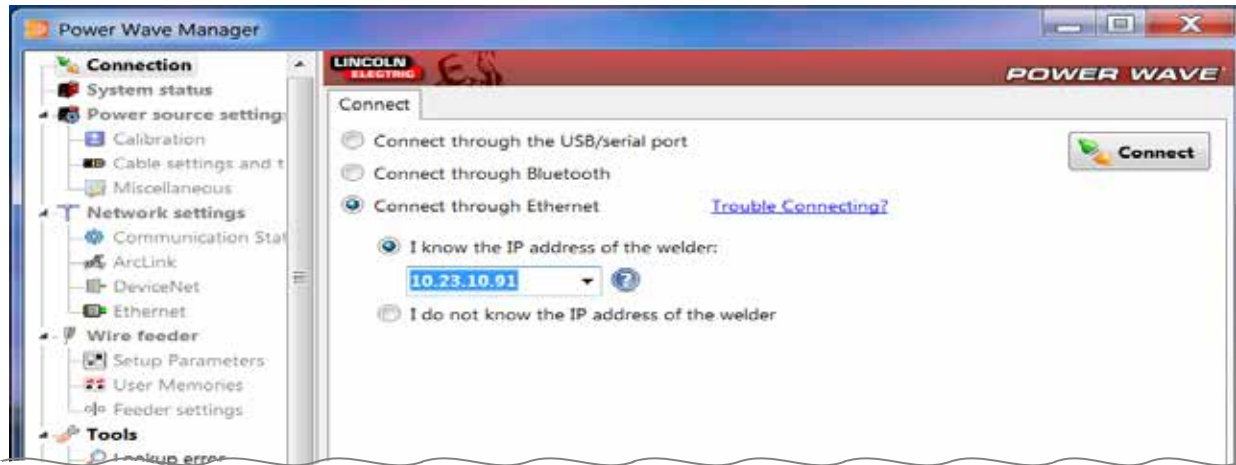 Power Wave Manager
Connection
System status
Power source setting
Calibration
Cable settings and t
Miscellaneous
Network settings
Communication Stat
ArcLink
DeviceNet
Ethernet
Wire feeder
Setup Parameters
User Memories
Feeder settings
Tools
Lookup error
LINCOLN
ELECTRIC
POWER WAVE
Connect
Connect through the USB/serial port
Connect
Connect through Bluetooth
Connect through Ethernet Trouble Connecting?
I know the IP address of the welder:
10.23.10.91
I do not know the IP address of the welder